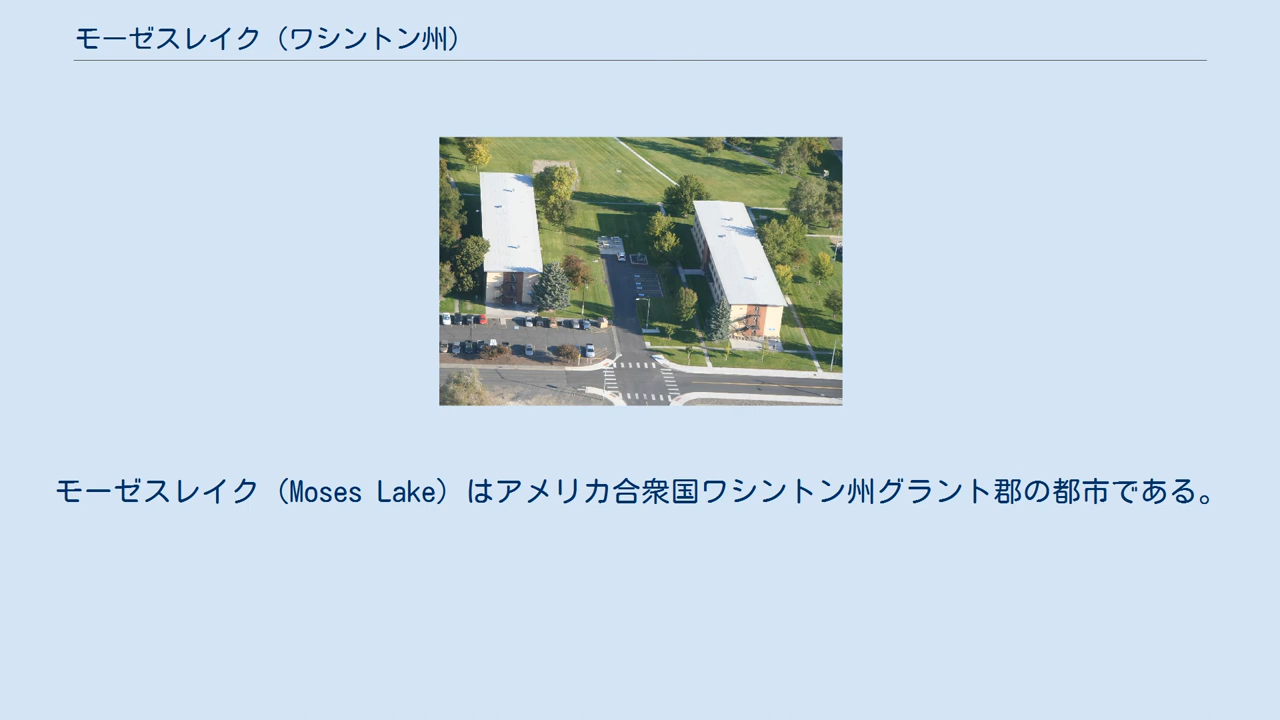 モーゼスレイク（ワシントン州）
モーゼスレイク（Moses Lake）はアメリカ合衆国ワシントン州グラント郡の都市である。